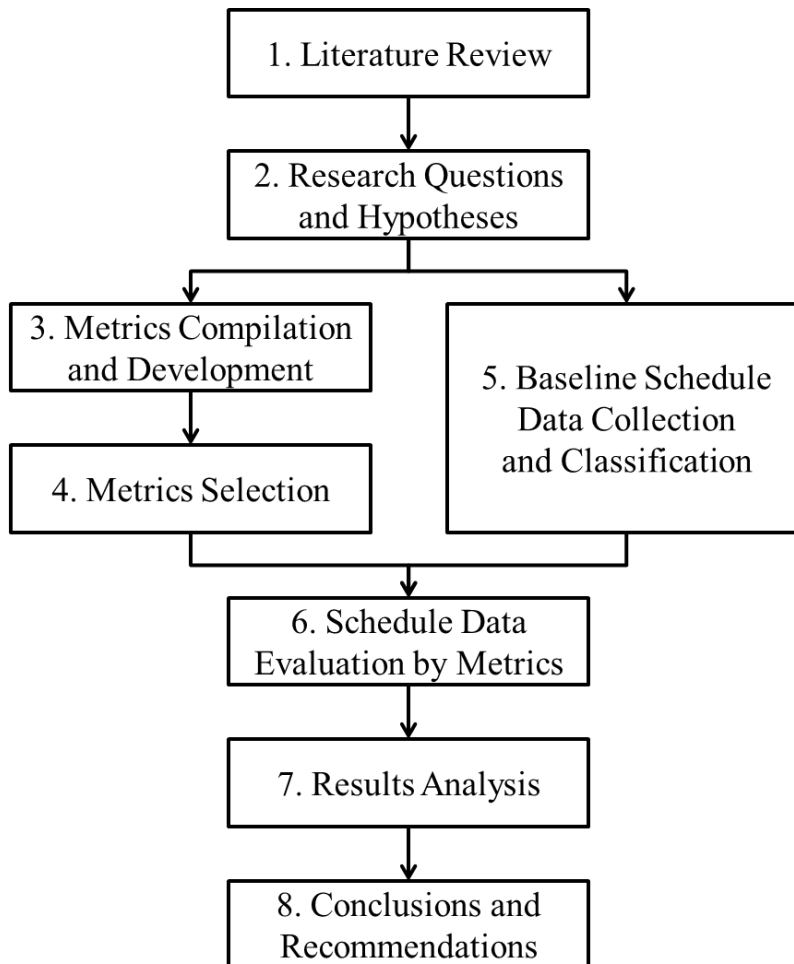 1. Literature Review
2. Research Questions
and Hypotheses
3. Metrics Compilation
and Development
4. Metrics Selection
5. Baseline Schedule
Data Collection
and Classification
6. Schedule Data
Evaluation by Metrics
7. Results Analysis
8. Conclusions and
Recommendations